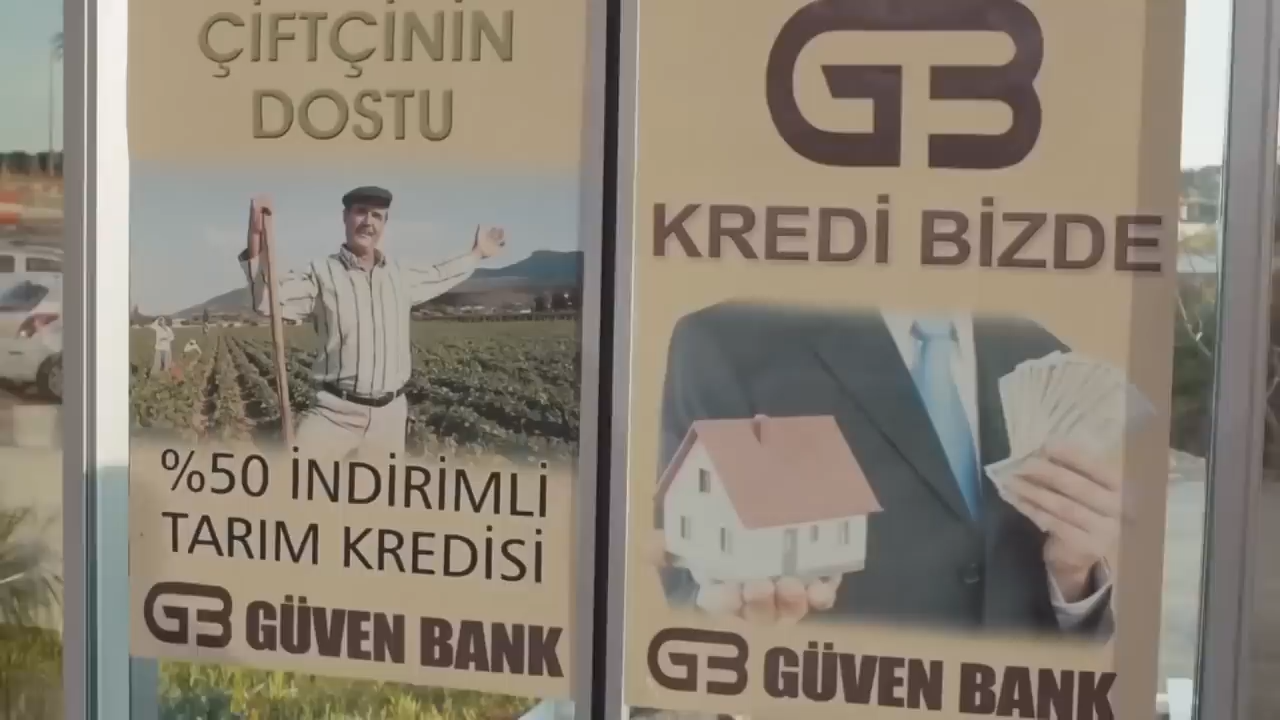 ÇİFTÇİNİN
DOSTU
%50 İNDİRİMLİ
TARIM KREDİSİ
GB GÜVEN BANK
GB
KREDİ BİZDE
GB GÜVEN BANK